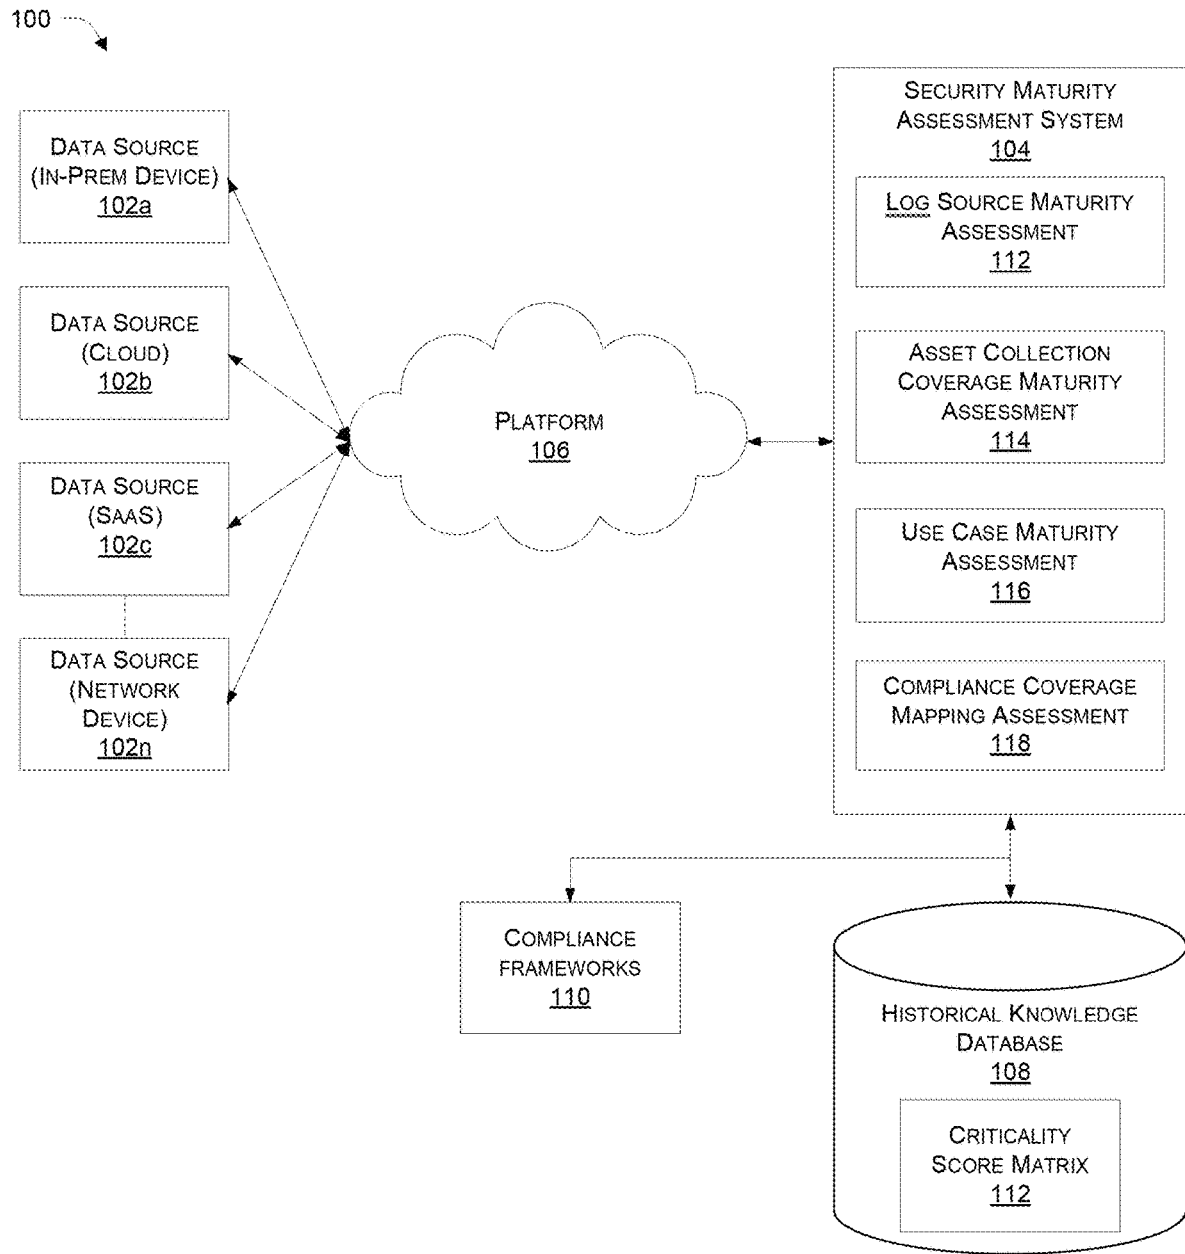 100
DATA SOURCE
(IN-PREM DEVICE)
102a
DATA SOURCE
(CLOUD)
102b
DATA SOURCE
(SAAS)
102c
DATA SOURCE
(NETWORK
DEVICE)
102n
PLATFORM
106
SECURITY MATURITY
ASSESSMENT SYSTEM
104
LOG SOURCE MATURITY
ASSESSMENT
112
ASSET COLLECTION
COVERAGE MATURITY
ASSESSMENT
114
USE CASE MATURITY
ASSESSMENT
116
COMPLIANCE COVERAGE
MAPPING ASSESSMENT
118
COMPLIANCE
FRAMEWORKS
110
HISTORICAL KNOWLEDGE
DATABASE
108
CRITICALITY
SCORE MATRIX
112